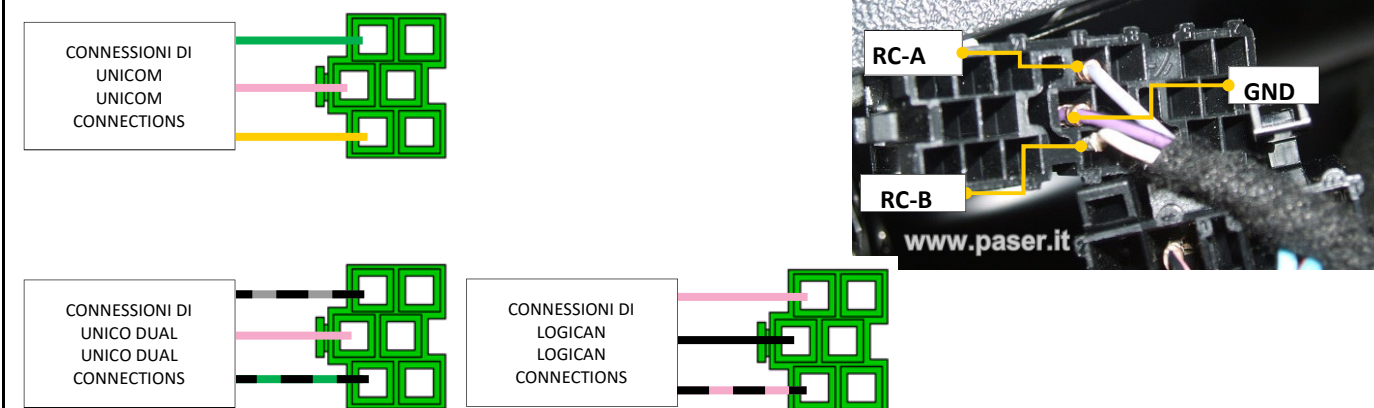 CONNESSIONI DI
UNICOM
UNICOM
CONNECTIONS
RC-A
GND
RC-B
www.paser.it
CONNESSIONI DI
UNICO DUAL
UNICO DUAL
CONNECTIONS
CONNESSIONI DI
LOGICAN
LOGICAN
CONNECTIONS